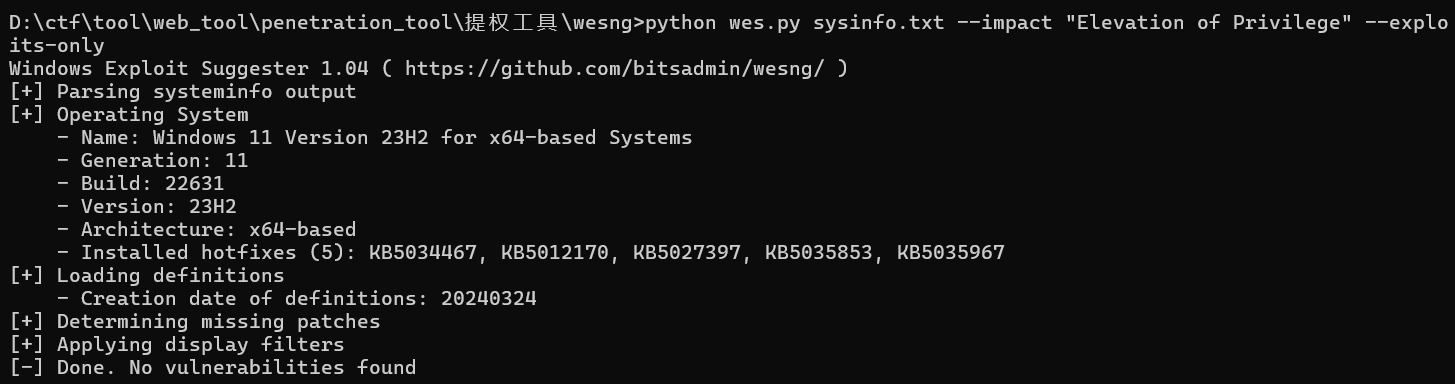 D:\ctf\tool\web_tool\penetration_tool\提权工具\wesng>python wes.py sysinfo.txt --impact "Elevation of Privilege" --explo
its-only
Windows Exploit Suggester 1.04 ( https://github.com/bitsadmin/wesng/ )
[+] Parsing systeminfo output
[+] Operating System
    - Name: Windows 11 Version 23H2 for x64-based Systems
    - Generation: 11
    - Build: 22631
    - Version: 23H2
    - Architecture: x64-based
    - Installed hotfixes (5): KB5034467, KB5012170, KB5027397, KB5035853, KB5035967
[+] Loading definitions
    - Creation date of definitions: 20240324
[+] Determining missing patches
[+] Applying display filters
[-] Done. No vulnerabilities found